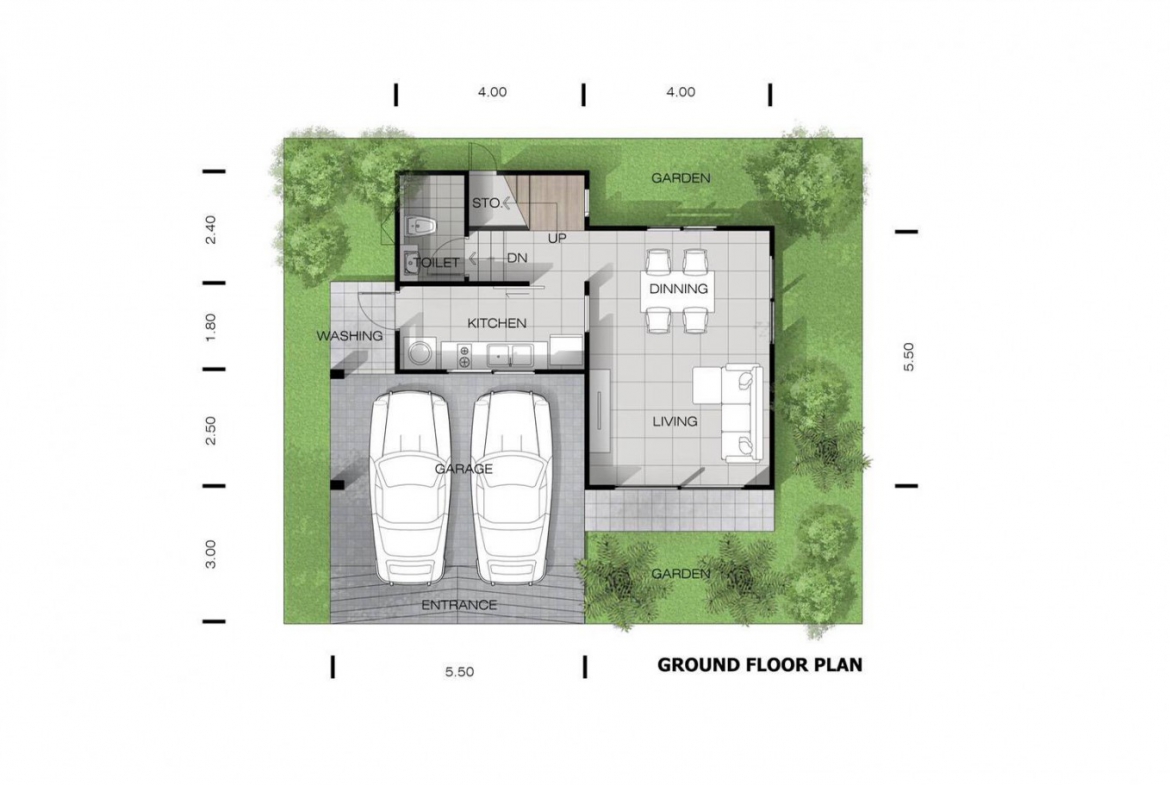 4.00
4.00
GARDEN
STO.
2.40
UP
DN
TOILET
DINNING
1.80
KITCHEN
WASHING
5.50
LIVING
2.50
GARAGE
3.00
GARDEN
ENTRANCE
GROUND FLOOR PLAN
5.50